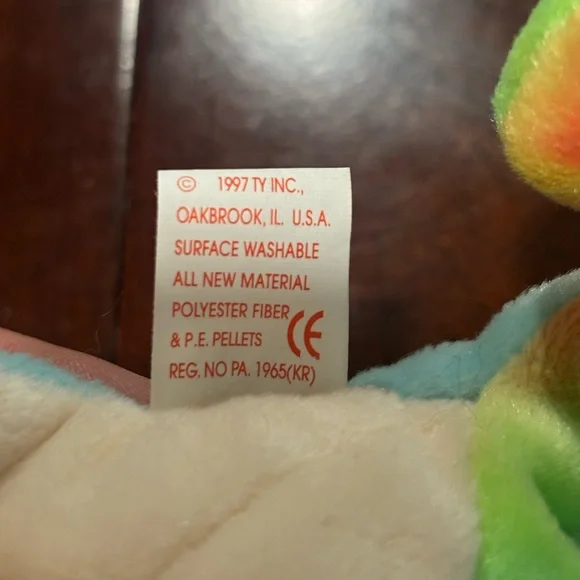 © 1997 TY INC.,
OAKBROOK, IL. U.S.A.
SURFACE WASHABLE
ALL NEW MATERIAL
POLYESTER FIBER
& P.E. PELLETS CE
REG. NO PA. 1965(KR)